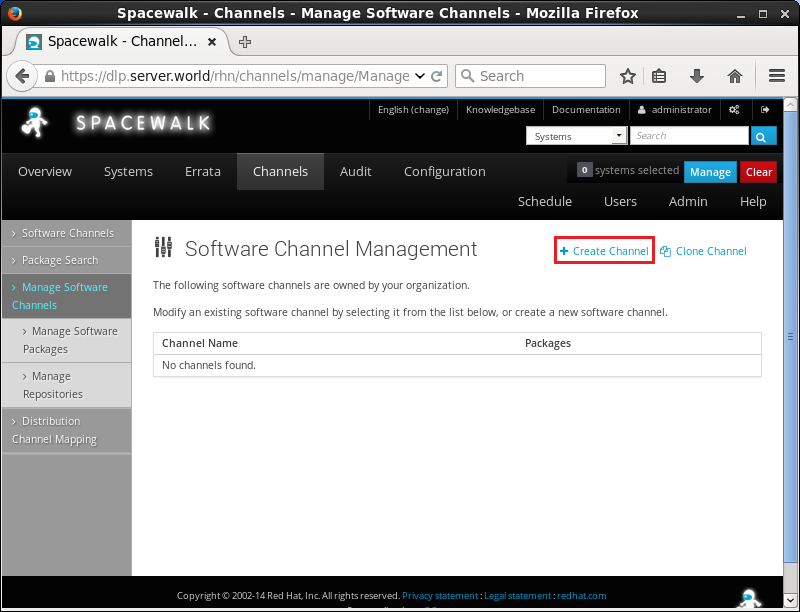 Spacewalk - Channels - Manage Software Channels - Mozilla Firefox
Spacewalk - Channel...
https://dlp.server.world/rhn/channels/manage/Manage
Search
English (change)
Knowledgebase
Documentation
administrator
SPACEWALK
Systems
Search
Overview
Systems
Errata
Channels
Audit
Configuration
0 systems selected
Manage
Clear
Schedule
Users
Admin
Help
Software Channels
Package Search
Manage Software
Channels
Manage Software
Packages
Manage
Repositories
Distribution
Channel Mapping
Software Channel Management
Create Channel
Clone Channel
The following software channels are owned by your organization.
Modify an existing software channel by selecting it from the list below, or create a new software channel.
Channel Name Packages
No channels found.
Copyright © 2002-14 Red Hat, Inc. All rights reserved. Privacy statement : Legal statement : redhat.com